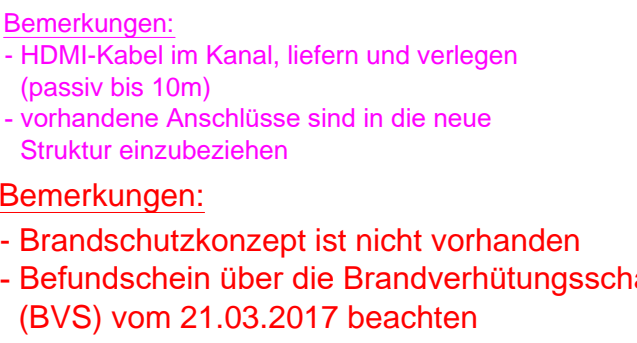 Bemerkungen:
- HDMI-Kabel im Kanal, liefern und verlegen
(passiv bis 10m)
- vorhandene Anschlüsse sind in die neue
Struktur einzubeziehen
Bemerkungen:
- Brandschutzkonzept ist nicht vorhanden
- Befundschein über die
(BVS) vom 21.03.2017 beachten